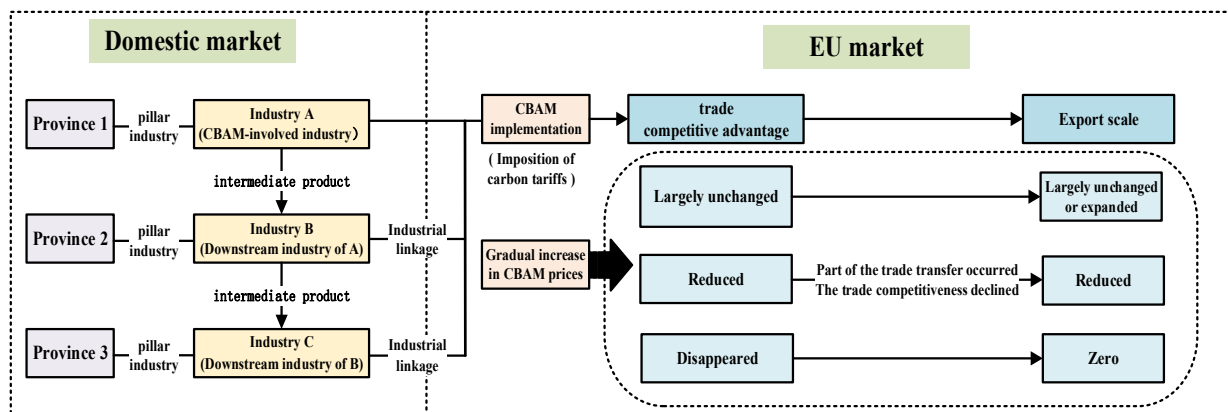 Domestic market
EU market
Province 1
pillar
industry
Industry A
(CBAM-involved industry）
CBAM
implementation
( Imposition of
carbon tariffs )
trade
competitive advantage
Export scale
intermediate product
Largely unchanged
Largely unchanged
or expanded
Province 2
pillar
industry
Industry B
(Downstream industry of A)
Industrial
linkage
Gradual increase
in CBAM prices
Reduced
Part of the trade transfer occurred
The trade competitiveness declined
Reduced
intermediate product
Province 3
pillar
industry
Industry C
(Downstream industry of B)
Industrial
linkage
Disappeared
Zero